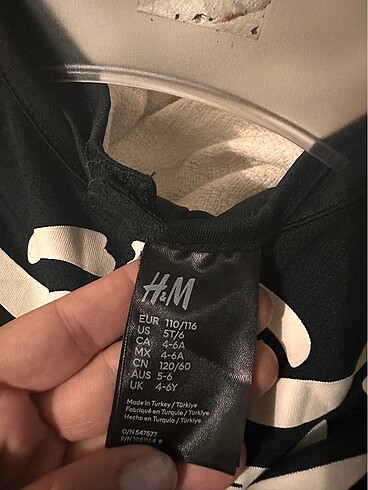 H&M
EUR 110/116
US 5T/6
CA 4-6A
MX 4-6A
CN 120/60
AUS 5-6
UK 4-6Y
Made in Turkey / Türkiye
Fabriqué en Turquie / Türkiye
Hecho en Turquía / Türkiye
O/N 547577